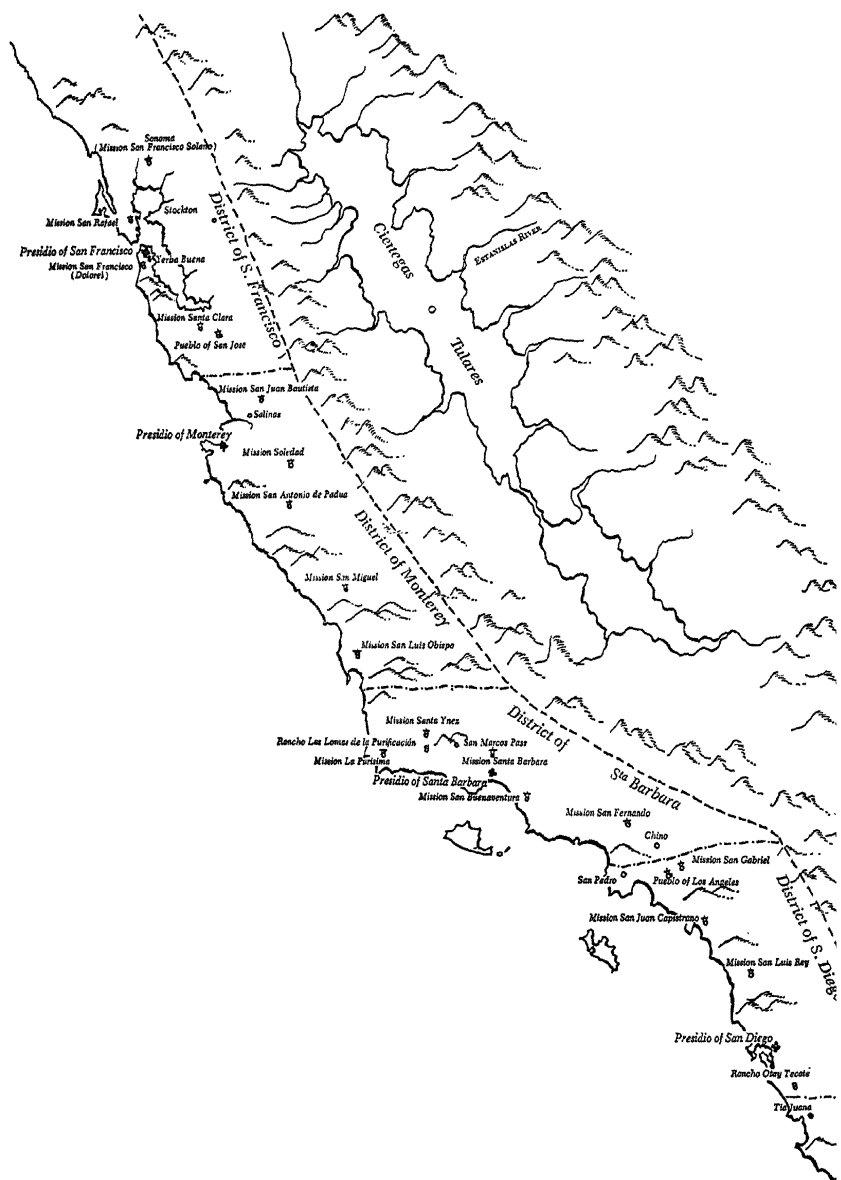 Sonoma
(Mission San Francisco Solano)
Stockton
Mission San Rafael
Presidio of San Francisco
Yerba Buena
Mission San Francisco
(Dolores)
District of S. Francisco
Cienegas
Estanislas River
Tulares
Mission Santa Clara
Pueblo of San Jose
Mission San Juan Bautista
Salinas
Presidio of Monterey
Mission Soledad
Mission San Antonio de Padua
District of Monterey
Mission San Miguel
Mission San Luis Obispo
Mission Santa Ynez
Rancho Los Lomas de la Purificación
San Marcos Pass
Mission La Purisima
Mission Santa Barbara
Presidio of Santa Barbara
Mission San Buenaventura
District of
Sta Barbara
Mission San Fernando
Chino
Mission San Gabriel
San Pedro
Pueblo of Los Angeles
Mission San Juan Capistrano
District of S. Diego
Mission San Luis Rey
Presidio of San Diego
Rancho Otay Tecate
Tia Juana